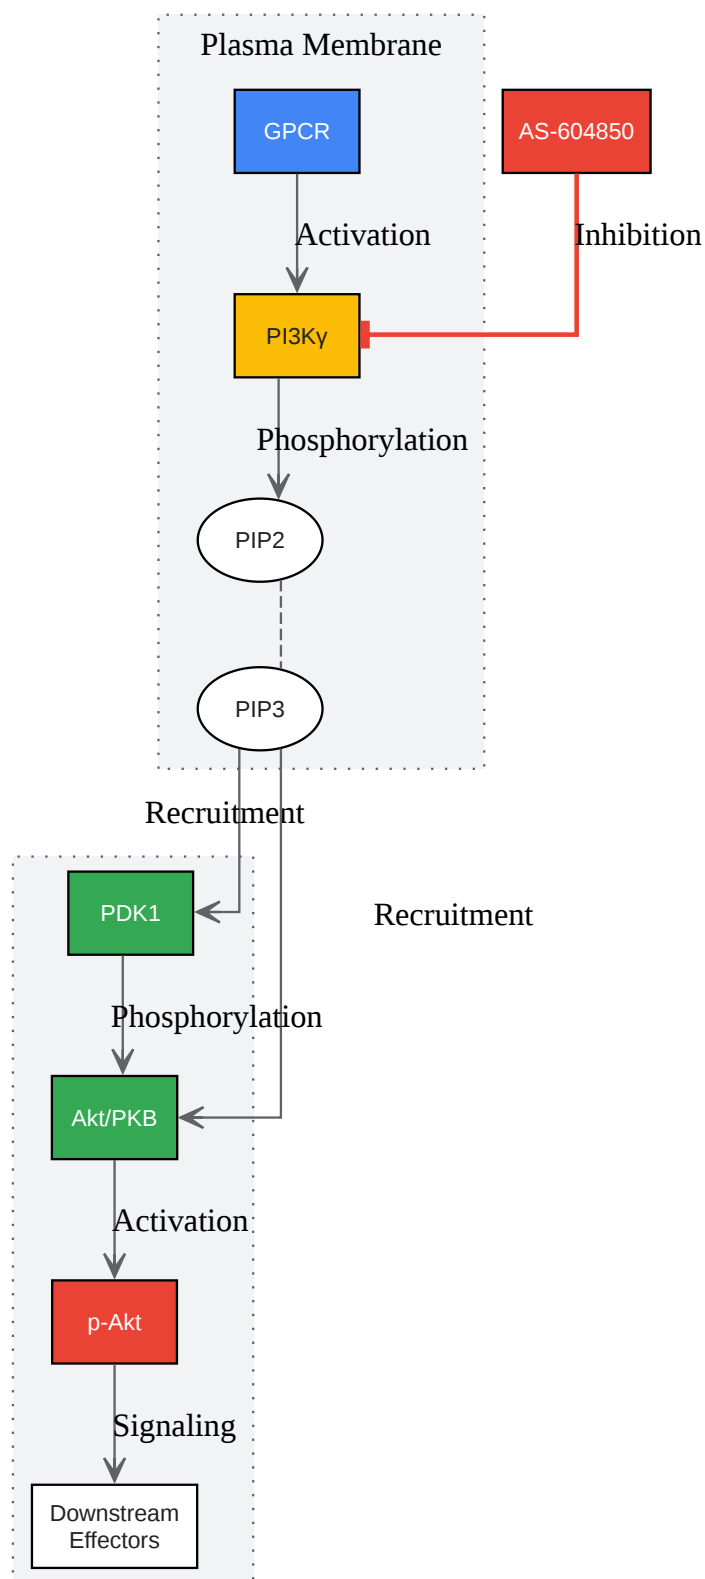 Plasma Membrane
GPCR
AS-604850
Activation
Inhibition
PI3Kγ
Phosphorylation
PIP2
PIP3
Recruitment
PDK1
Recruitment
Phosphorylation
Akt/PKB
Activation
p-Akt
Signaling
Downstream
Effectors